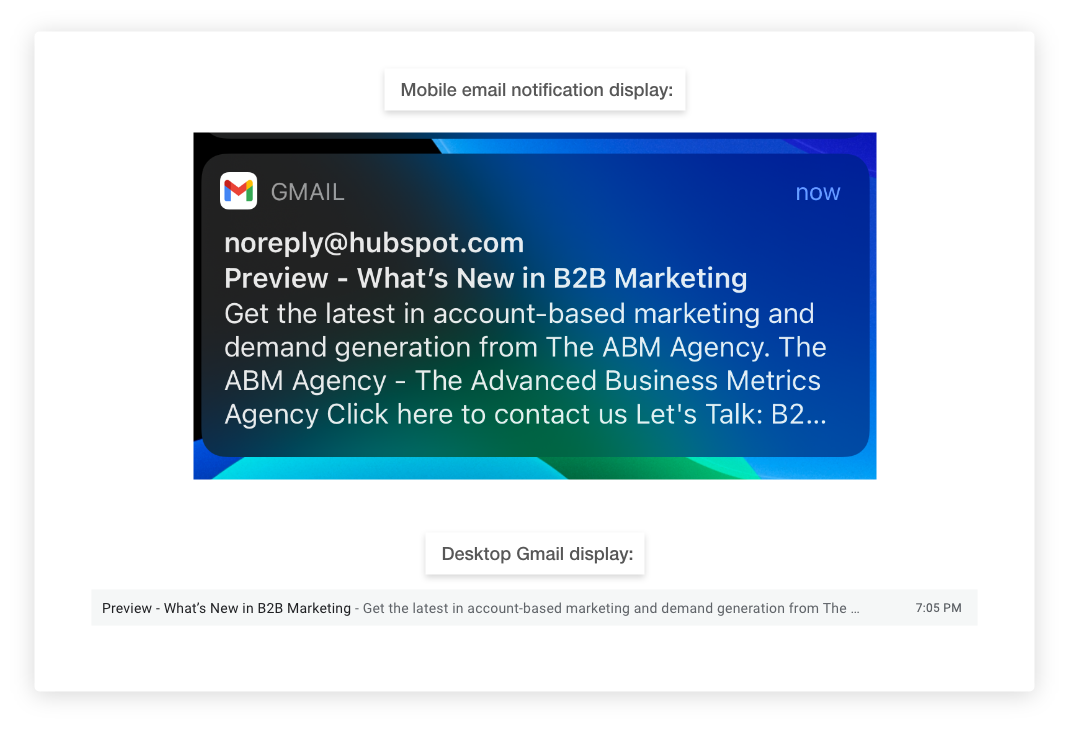 Mobile email notification display:
GMAIL now
noreply@hubspot.com
Preview - What’s New in B2B Marketing
Get the latest in account-based marketing and
demand generation from The ABM Agency. The
ABM Agency - The Advanced Business Metrics
Agency Click here to contact us Let's Talk: B2...
Desktop Gmail display:
Preview - What’s New in B2B Marketing - Get the latest in account-based marketing and demand generation from The ... 7:05 PM